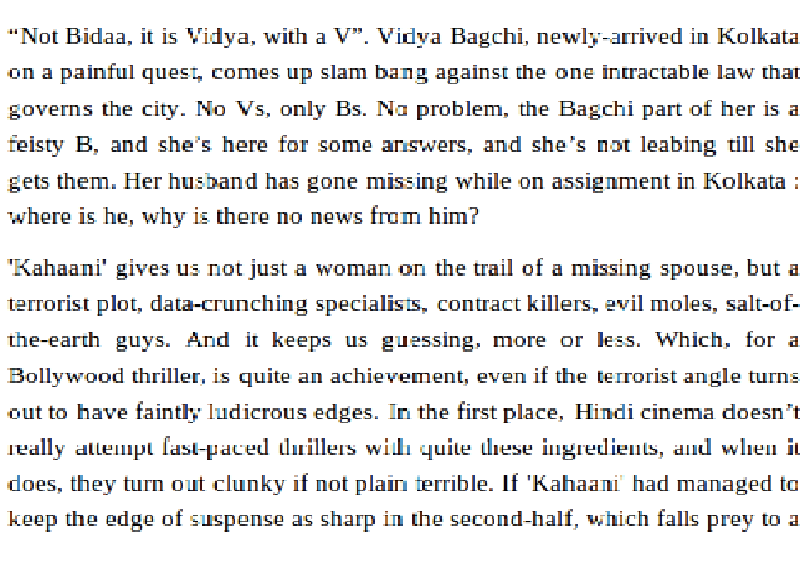 “Not Bidaa, it is Vidya, with a V”. Vidya Bagchi, newly-arrived in Kolkata
on a painful quest, comes up slam bang against the one intractable law that
governs the city. No Vs, only Bs. No problem, the Bagchi part of her is a
feisty B, and she's here for some answers, and she’s not leabing till she
gets them. Her husband has gone missing while on assignment in Kolkata :
where is he, why is there no news from him?
'Kahaani' gives us not just a woman on the trail of a missing spouse, but a
terrorist plot, data-crunching specialists, contract killers, evil moles, salt-of-
the-earth guys. And it keeps us guessing, more or less. Which, for a
Bollywood thriller, is quite an achievement, even if the terrorist angle turns
out to have faintly ludicrous edges. In the first place, Hindi cinema doesn’t
really attempt fast-paced thrillers with quite these ingredients, and when it
does, they turn out clunky if not plain terrible. If 'Kahaani' had managed to
keep the edge of suspense as sharp in the second-half, which falls prey to a